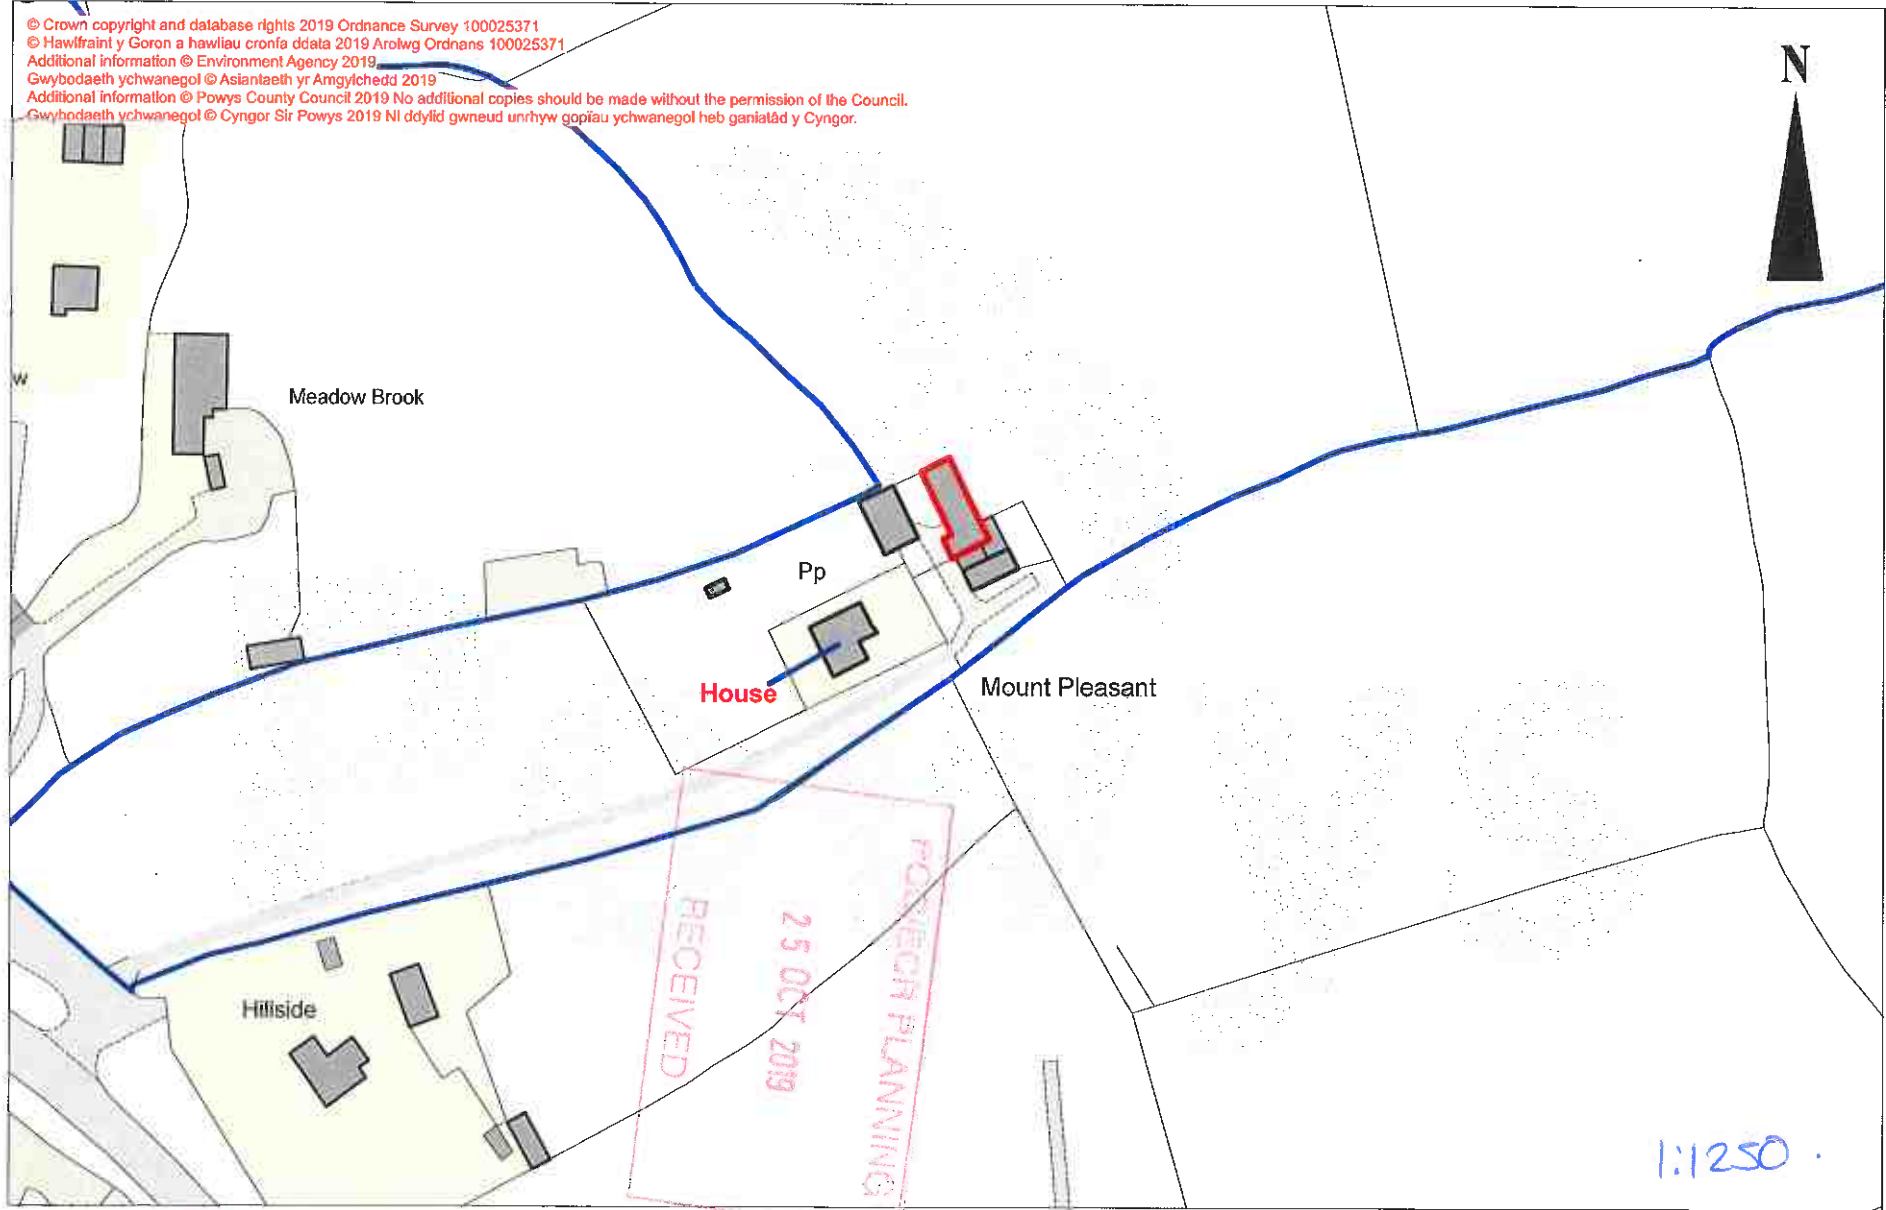 © Crown copyright and database rights 2019 Ordnance Survey 100025371
© Hawlfraint y Goron a hawliau cronfa ddata 2019 Arolwg Ordnans 100025371
Additional information © Environment Agency 2019
Gwybodaeth ychwanegol © Asiantaeth yr Amgylchedd 2019
Additional information © Powys County Council 2019 No additional copies should be made without the permission of the Council.
Gwybodaeth ychwanegol © Cyngor Sir Powys 2019 Ni ddylid gwneud unrhyw gopïau ychwanegol heb ganiatâd y Cyngor.
N
w
Meadow Brook
Pp
House
Mount Pleasant
PLANNING
25 OCT 2019
RECEIVED
Hillside
1:1250